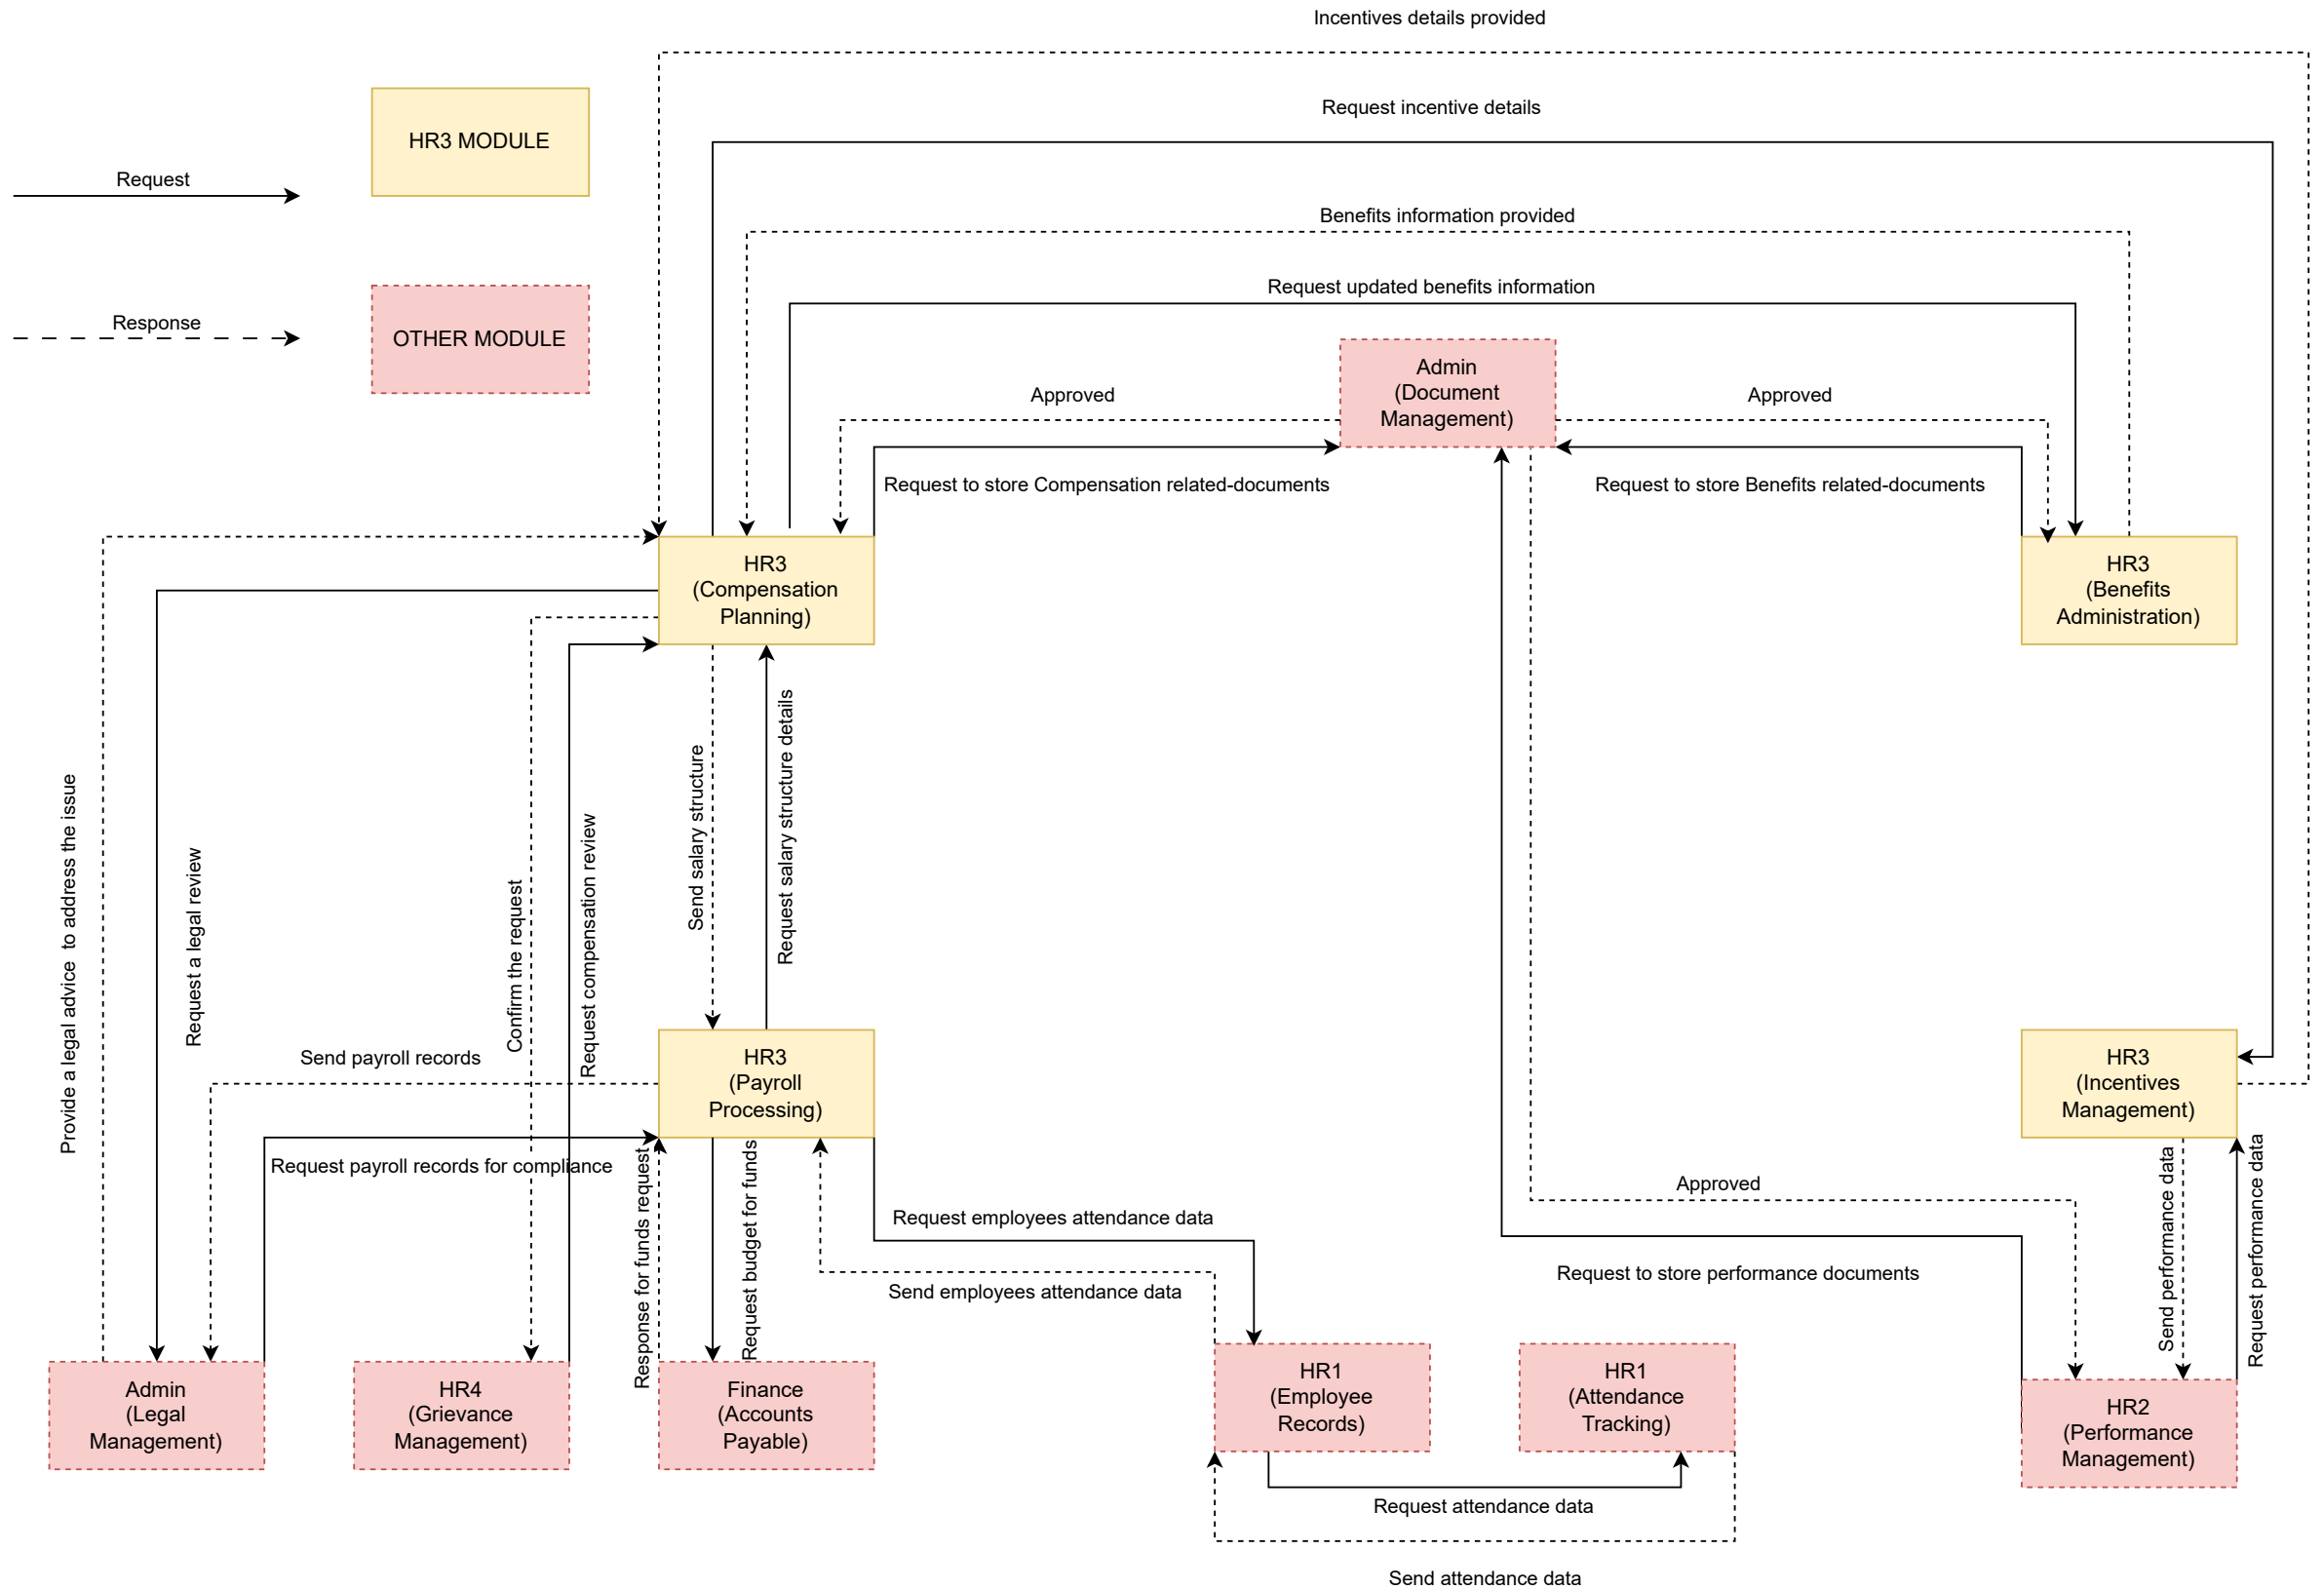 Incentives details provided
HR3 MODULE
Request incentive details
Request
Benefits information provided
Request updated benefits information
Response
OTHER MODULE
Admin
(Document
Management)
Approved
Approved
Request to store Compensation related-documents
Request to store Benefits related-documents
HR3
(Compensation
Planning)
HR3
(Benefits
Administration)
Provide a legal advice  to address the issue
Request a legal review
Confirm the request
Request compensation review
Send salary structure
Request salary structure details
Send payroll records
HR3
(Payroll
Processing)
HR3
(Incentives
Management)
Request payroll records for compliance
Response for funds request
Request budget for funds
Request employees attendance data
Send employees attendance data
Approved
Request to store performance documents
Send performance data
Request performance data
Admin
(Legal
Management)
HR4
(Grievance
Management)
Finance
(Accounts
Payable)
HR1
(Employee
Records)
HR1
(Attendance
Tracking)
HR2
(Performance
Management)
Request attendance data
Send attendance data